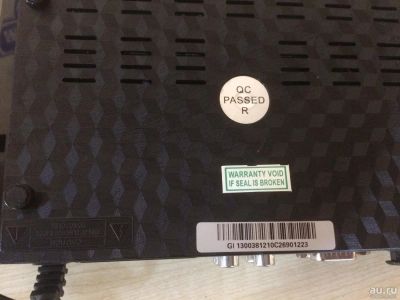 QC
PASSED
R
WARRANTY VOID
IF SEAL IS BROKEN
GI 1300381210C26901223
au.ru